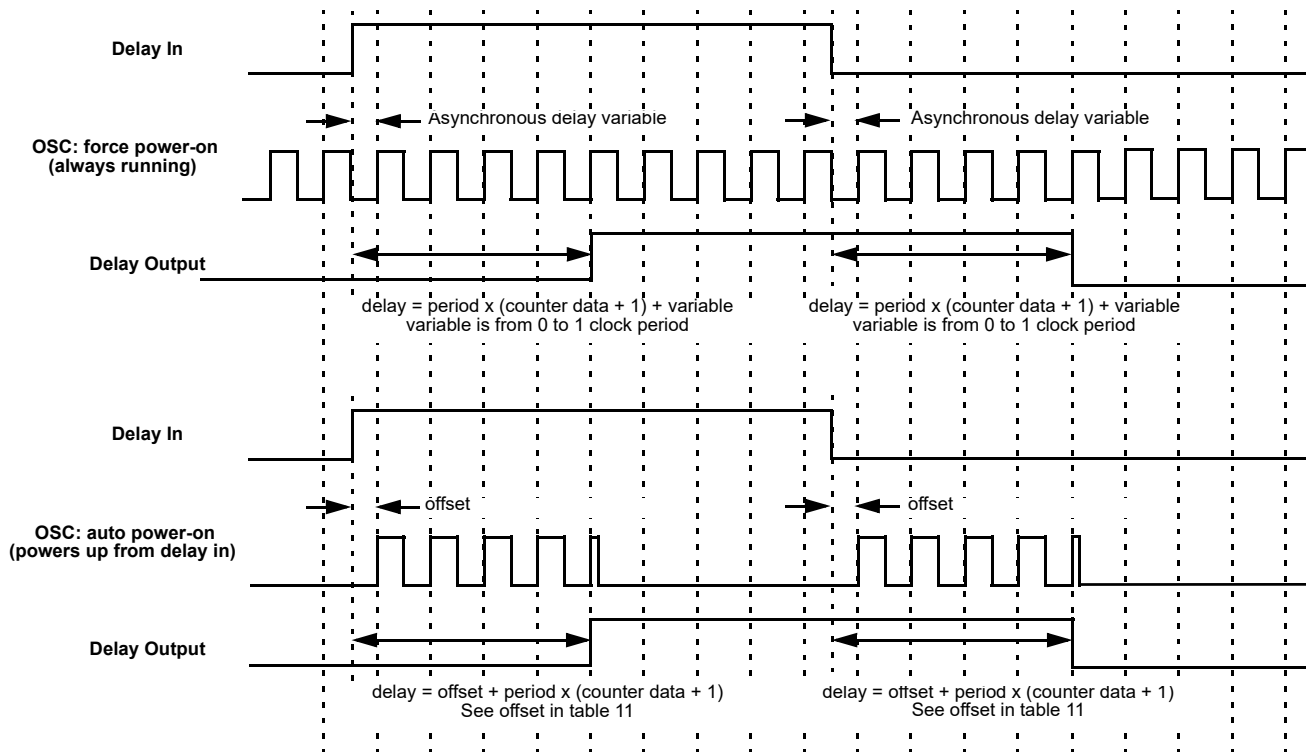 Delay In
Asynchronous delay variable
Asynchronous delay variable
OSC: force power-on
(always running)
Delay Output
delay = period x (counter data + 1) + variable
variable is from 0 to 1 clock period
delay = period x (counter data + 1) + variable
variable is from 0 to 1 clock period
Delay In
offset
offset
OSC: auto power-on
(powers up from delay in)
Delay Output
delay = offset + period x (counter data + 1)
See offset in table 11
delay = offset + period x (counter data + 1)
See offset in table 11